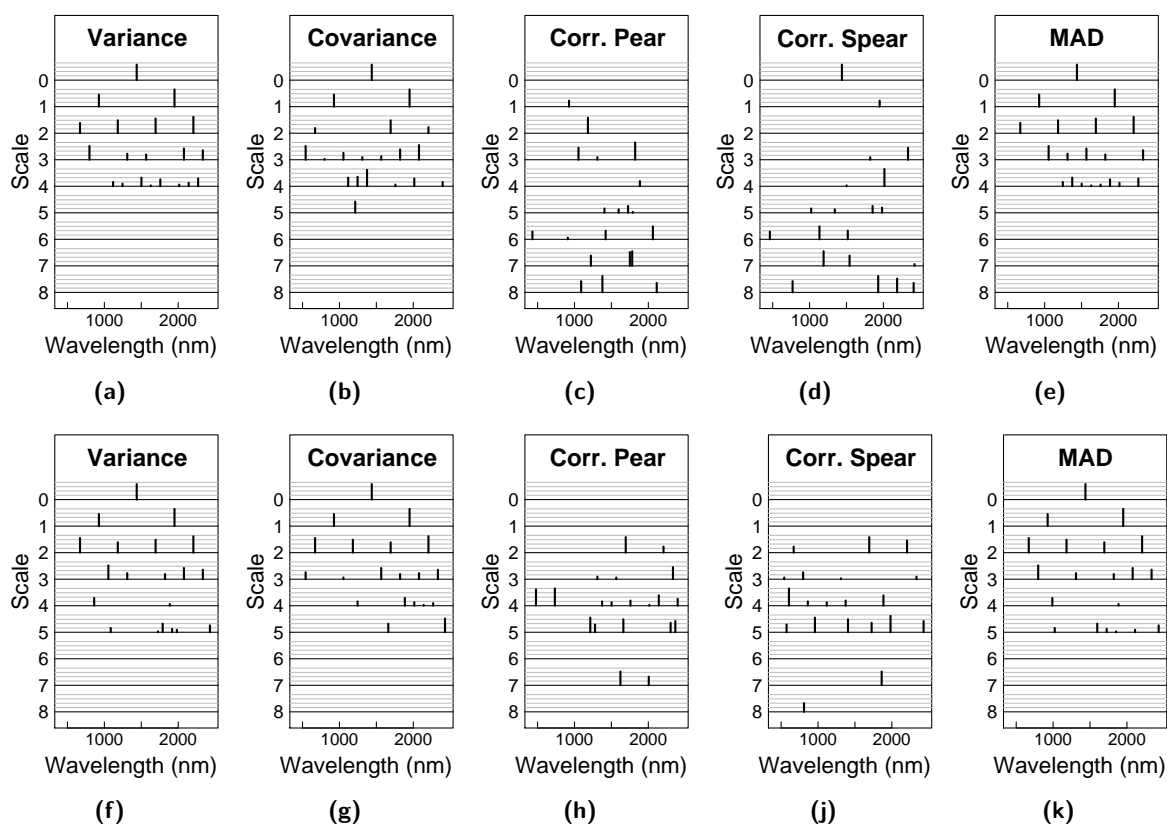 Variance
Covariance
Corr. Pear
Corr. Spear
MAD
Scale
0
1
2
3
4
5
6
7
8
1000 2000
Wavelength (nm)
(a)
Scale
0
1
2
3
4
5
6
7
8
1000 2000
Wavelength (nm)
(b)
Scale
0
1
2
3
4
5
6
7
8
1000 2000
Wavelength (nm)
(c)
Scale
0
1
2
3
4
5
6
7
8
1000 2000
Wavelength (nm)
(d)
Scale
0
1
2
3
4
5
6
7
8
1000 2000
Wavelength (nm)
(e)
Variance
Covariance
Corr. Pear
Corr. Spear
MAD
Scale
0
1
2
3
4
5
6
7
8
1000 2000
Wavelength (nm)
(f)
Scale
0
1
2
3
4
5
6
7
8
1000 2000
Wavelength (nm)
(g)
Scale
0
1
2
3
4
5
6
7
8
1000 2000
Wavelength (nm)
(h)
Scale
0
1
2
3
4
5
6
7
8
1000 2000
Wavelength (nm)
(j)
Scale
0
1
2
3
4
5
6
7
8
1000 2000
Wavelength (nm)
(k)